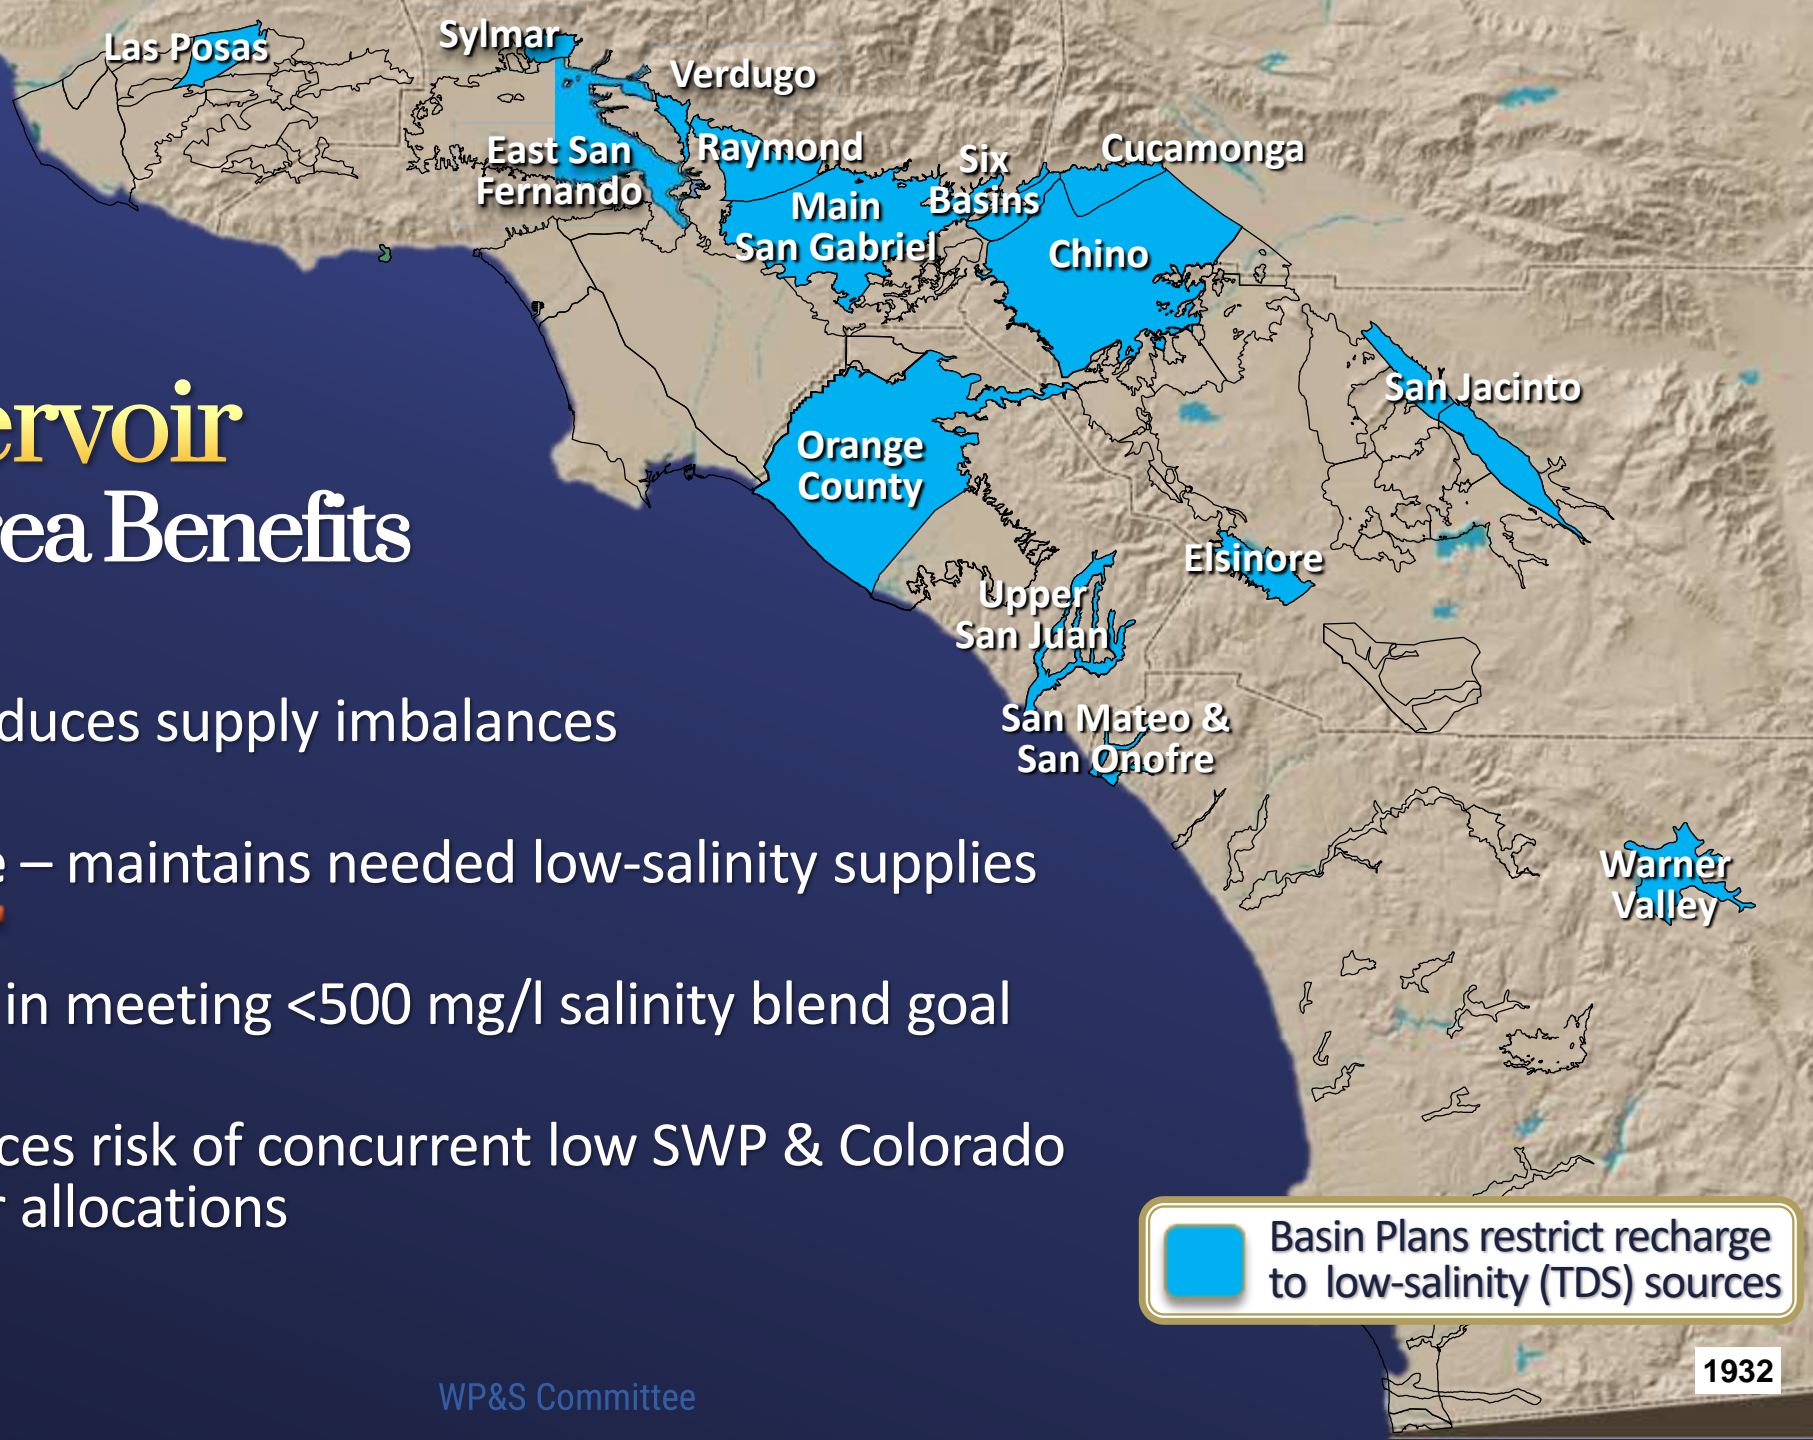 Las Posas
Sylmar
Verdugo
East San
Fernando
Raymond
Main
San Gabriel
Six
Basins
Cucamonga
Chino
San Jacinto
Orange
County
Elsinore
Upper
San Juan
San Mateo &
San Onofre
Warner
Valley
ervoir
ea Benefits
duces supply imbalances
– maintains needed low-salinity supplies
in meeting <500 mg/l salinity blend goal
ces risk of concurrent low SWP & Colorado
r allocations
Basin Plans restrict recharge
to low-salinity (TDS) sources
WP&S Committee
1932